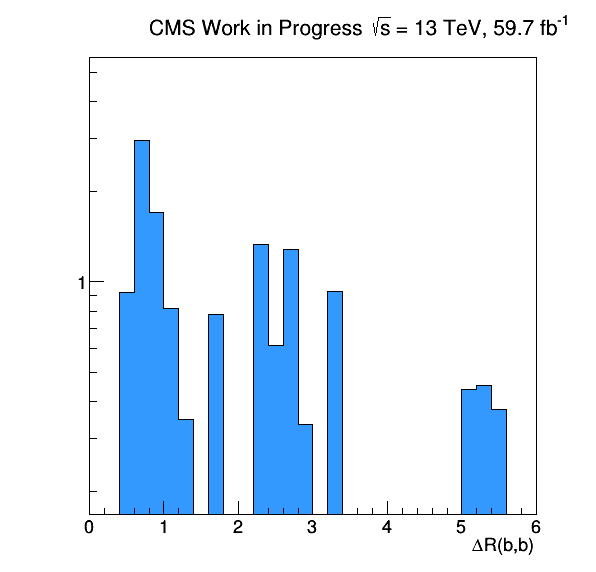 CMS Work in Progress √s = 13 TeV, 59.7 fb⁻¹
1
0 1 2 3 4 5 6
ΔR(b,b)